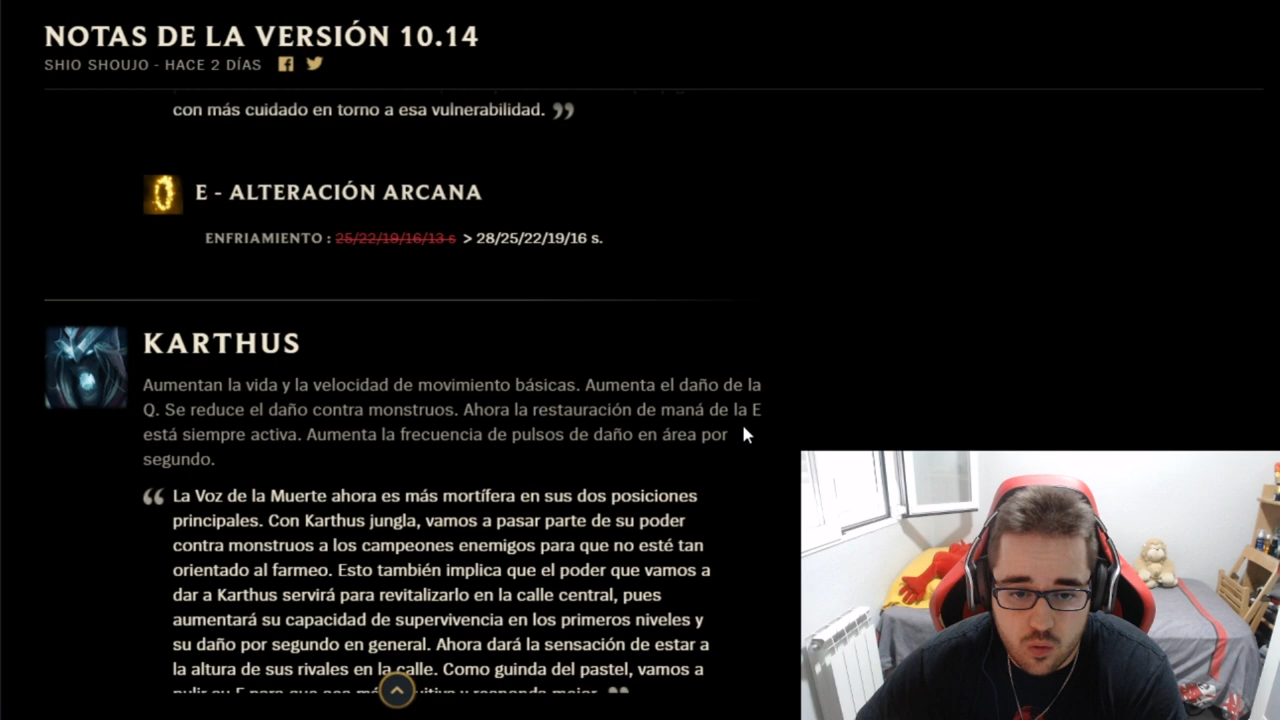 NOTAS DE LA VERSIÓN 10.14
SHIO SHOUJO - HACE 2 DÍAS
con más cuidado en torno a esa vulnerabilidad.
E - ALTERACIÓN ARCANA
ENFRIAMIENTO : 25/22/19/16/13 s > 28/25/22/19/16 s.
KARTHUS
Aumentan la vida y la velocidad de movimiento básicas. Aumenta el daño de la
Q. Se reduce el daño contra monstruos. Ahora la restauración de maná de la E
está siempre activa. Aumenta la frecuencia de pulsos de daño en área por
segundo.
La Voz de la Muerte ahora es más mortífera en sus dos posiciones
principales. Con Karthus jungla, vamos a pasar parte de su poder
contra monstruos a los campeones enemigos para que no esté tan
orientado al farmeo. Esto también implica que el poder que vamos a
dar a Karthus servirá para revitalizarlo en la calle central, pues
aumentará su capacidad de supervivencia en los primeros niveles y
su daño por segundo en general. Ahora dará la sensación de estar a
la altura de sus rivales en la calle. Como guinda del pastel, vamos a
pulir su E para que sea y responda mejor.